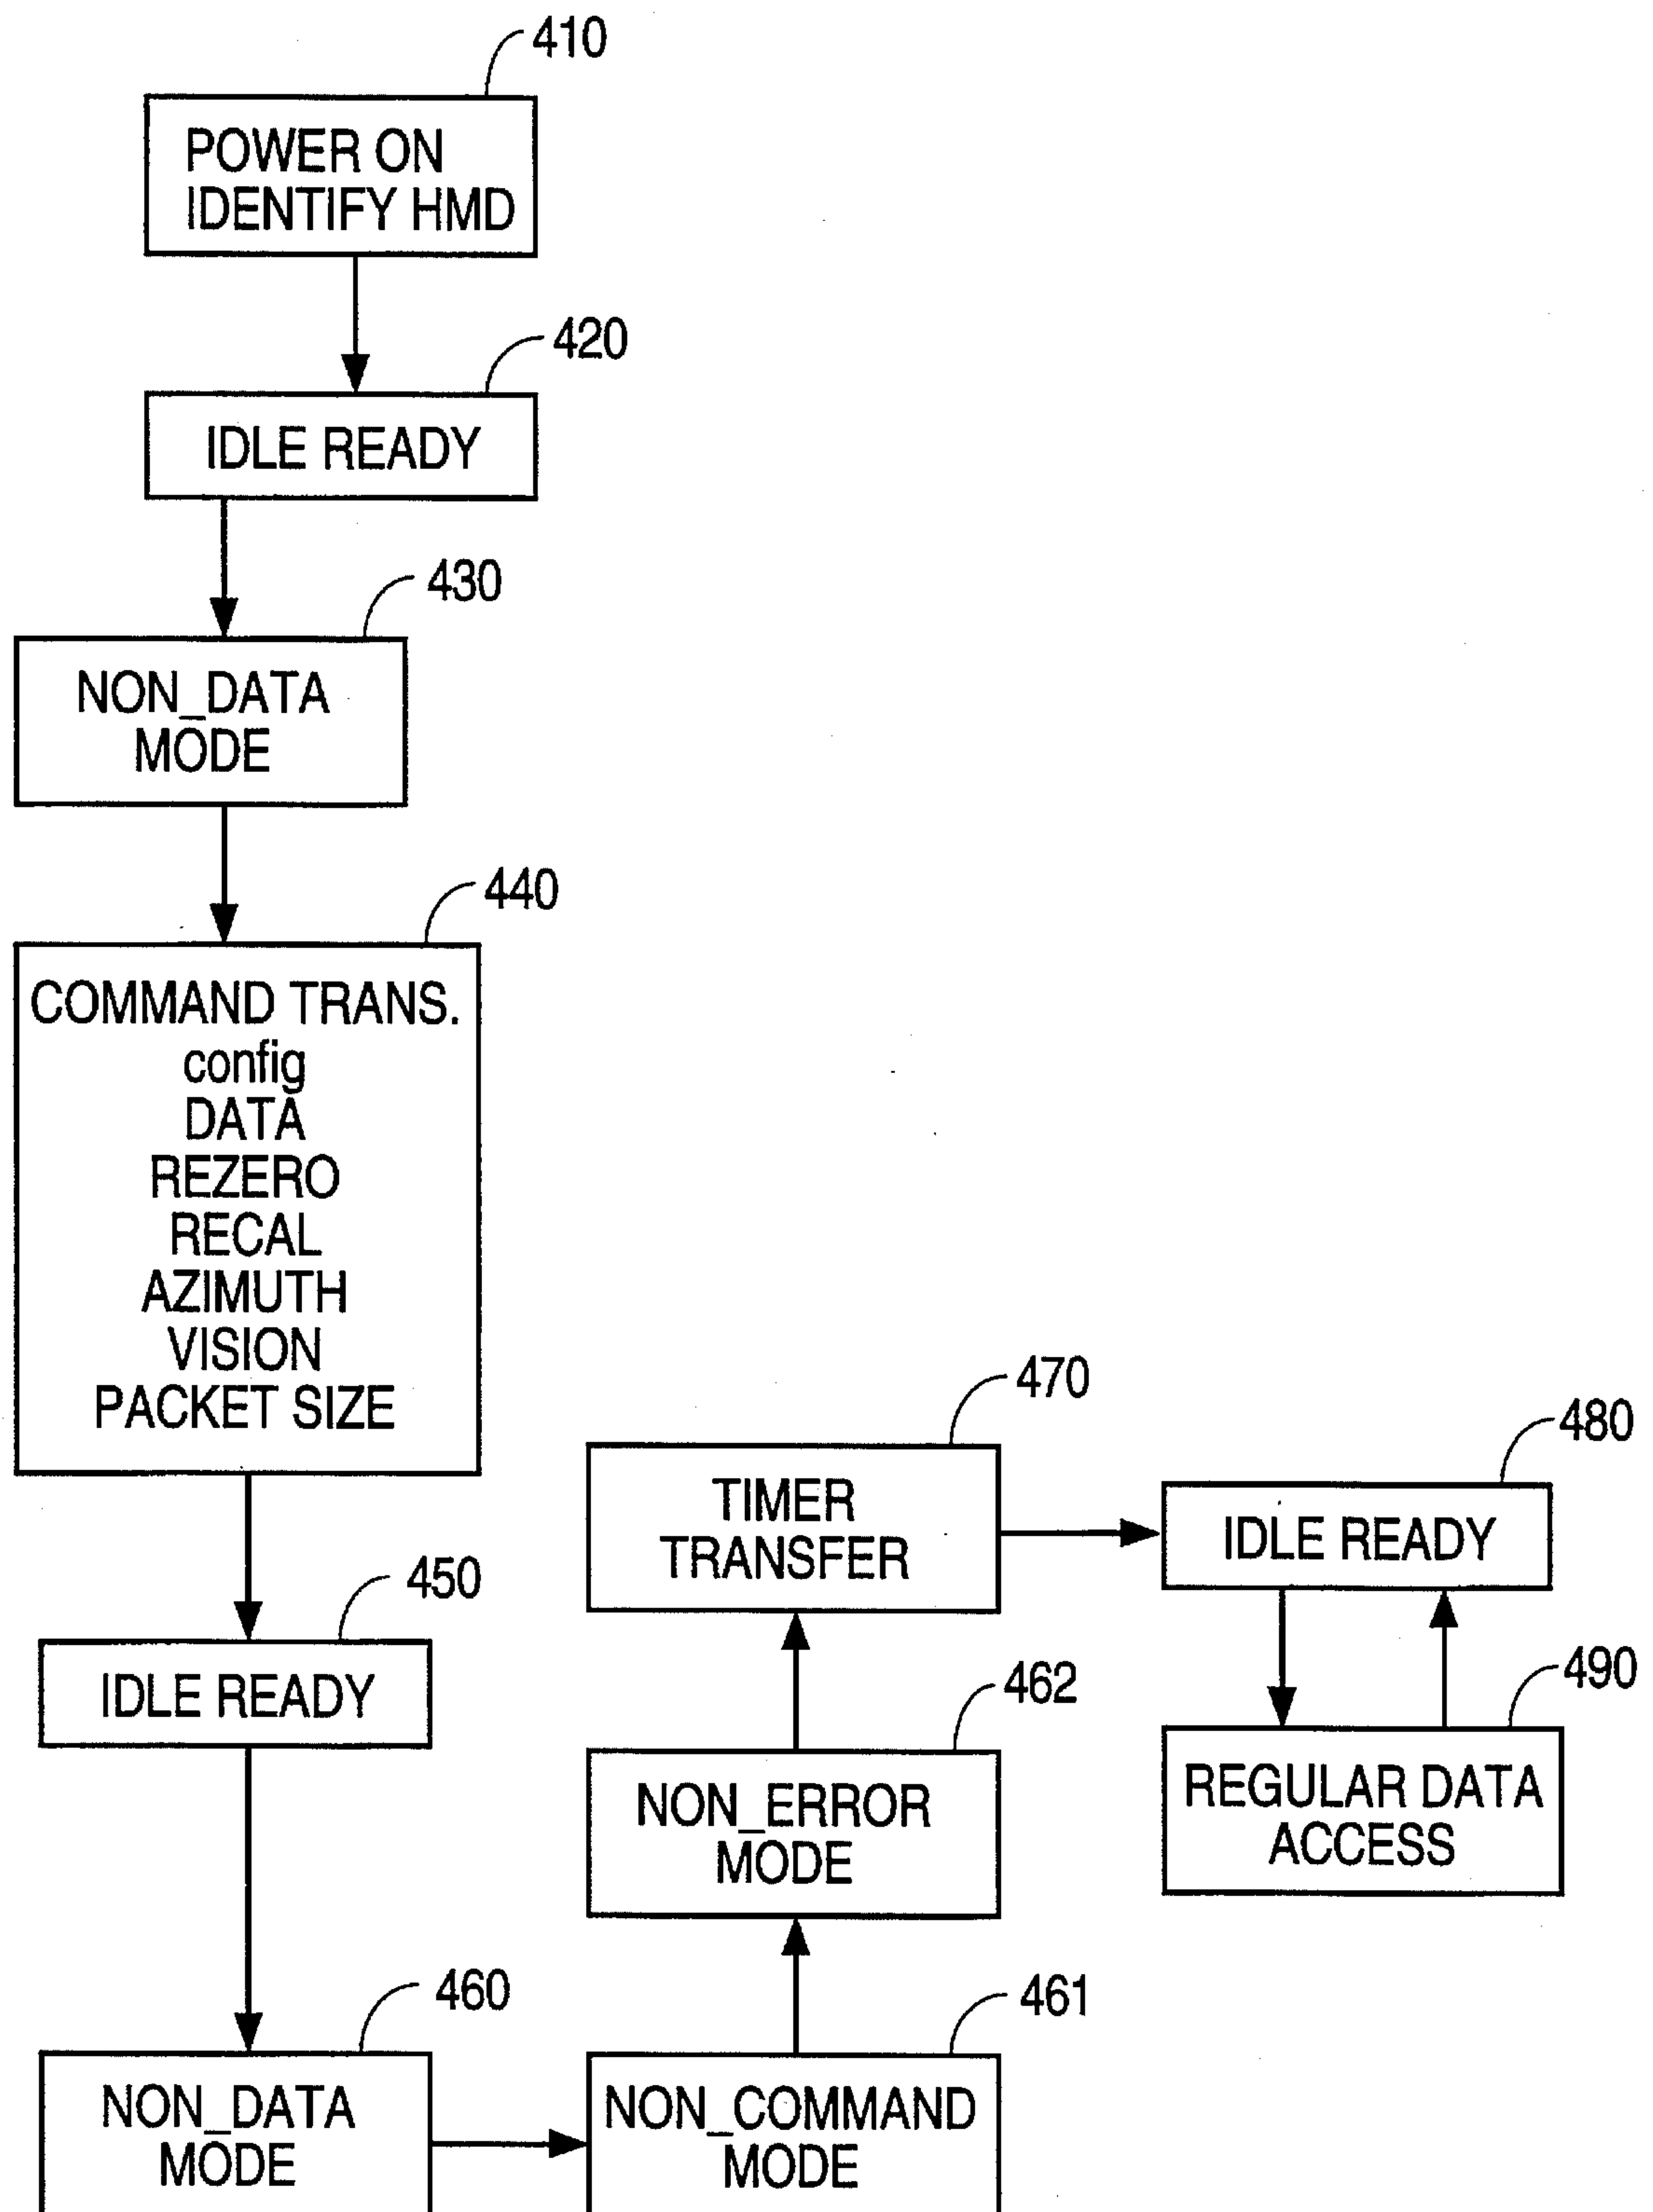 410
POWER ON
IDENTIFY HMD
420
IDLE READY
430
NON_DATA
MODE
440
COMMAND TRANS.
config
DATA
REZERO
RECAL
AZIMUTH
VISION
PACKET SIZE
450
IDLE READY
460
NON_DATA
MODE
461
NON_COMMAND
MODE
462
NON_ERROR
MODE
470
TIMER
TRANSFER
480
IDLE READY
490
REGULAR DATA
ACCESS